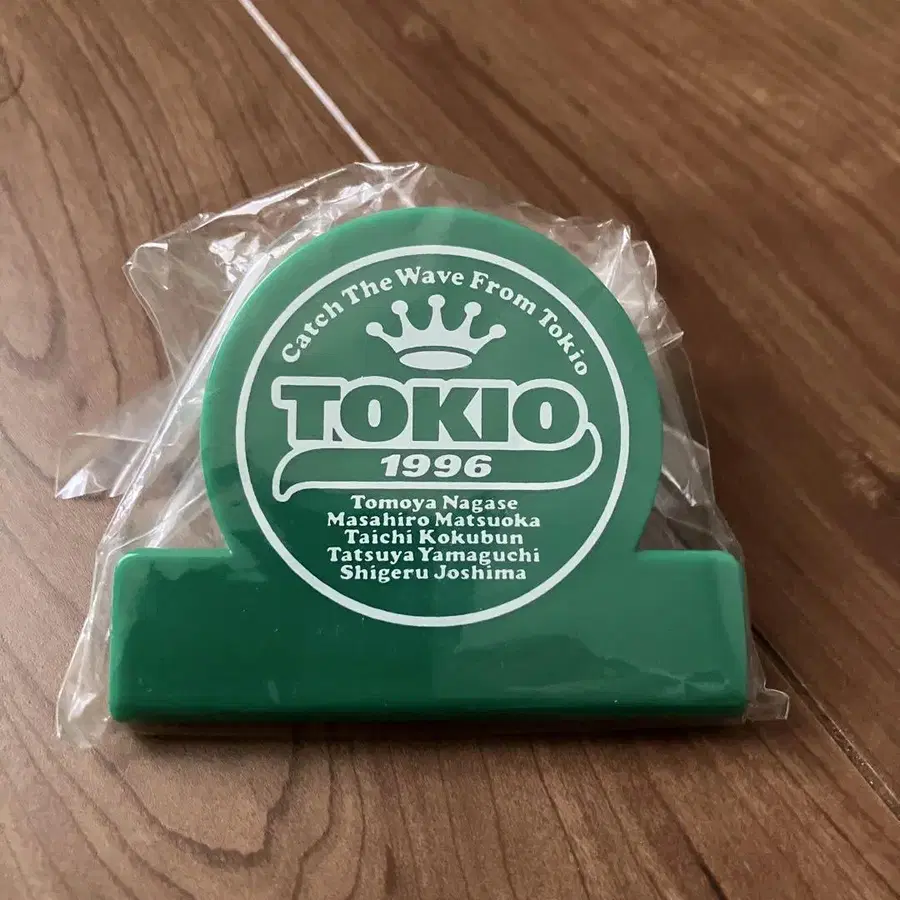 Catch The Wave From Tokio
TOKIO
1996
Tomoya Nagase
Masahiro Matsuoka
Taichi Kokubun
Tatsuya Yamaguchi
Shigeru Joshima